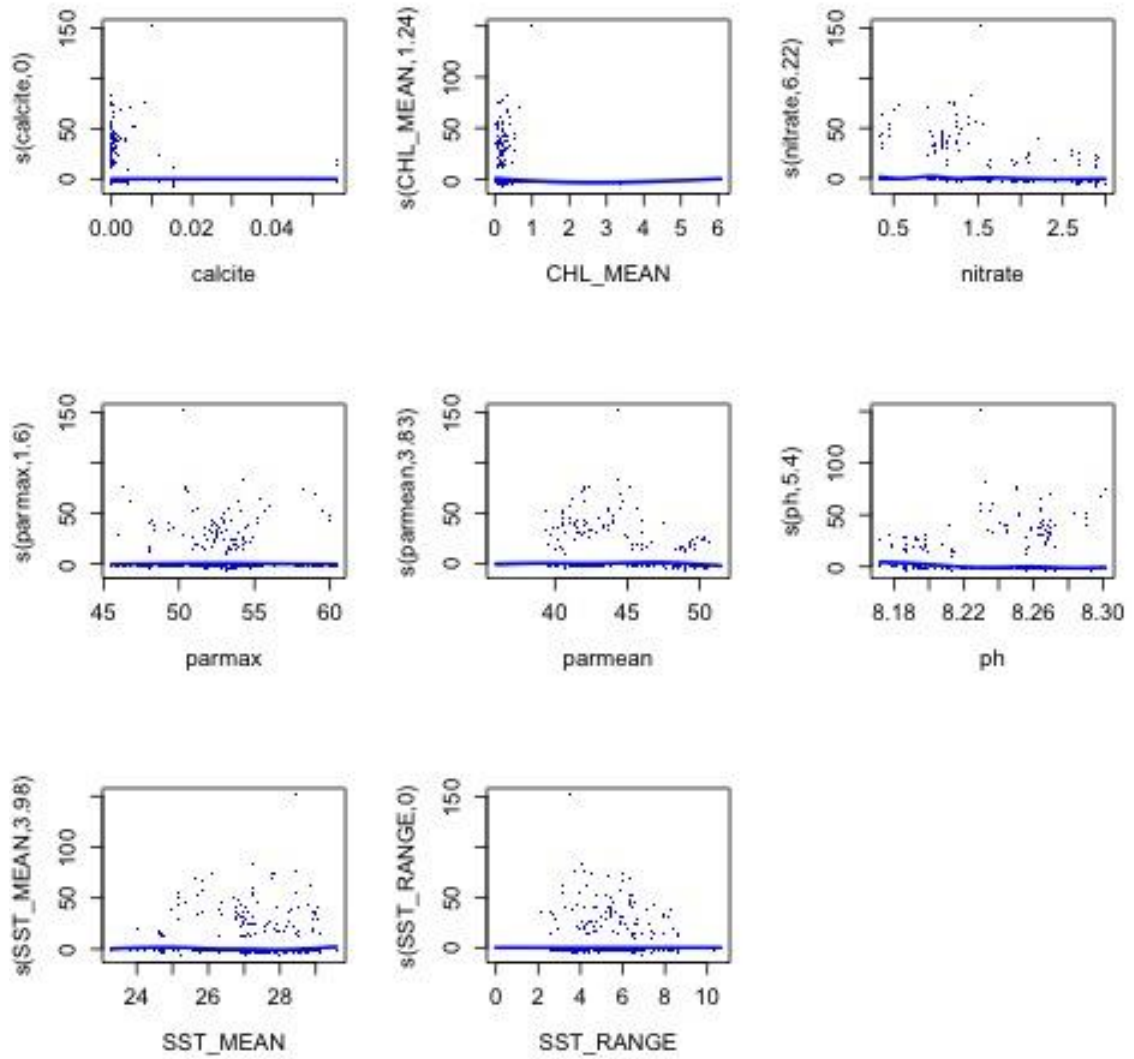 s(calcite,0)
150
50
0
0.00 0.02 0.04
calcite
s(CHL_MEAN,1.24)
100
50
0
0 1 2 3 4 5 6
CHL_MEAN
s(nitrate,6.22)
150
50
0
0.5 1.5 2.5
nitrate
s(parmax,1.6)
150
50
0
45 50 55 60
parmax
s(parmean,3.83)
150
50
0
40 45 50
parmean
s(ph,5.4)
100
50
0
8.18 8.22 8.26 8.30
ph
s(SST_MEAN,3.98)
100
50
0
24 26 28
SST_MEAN
s(SST_RANGE,0)
150
50
0
0 2 4 6 8 10
SST_RANGE